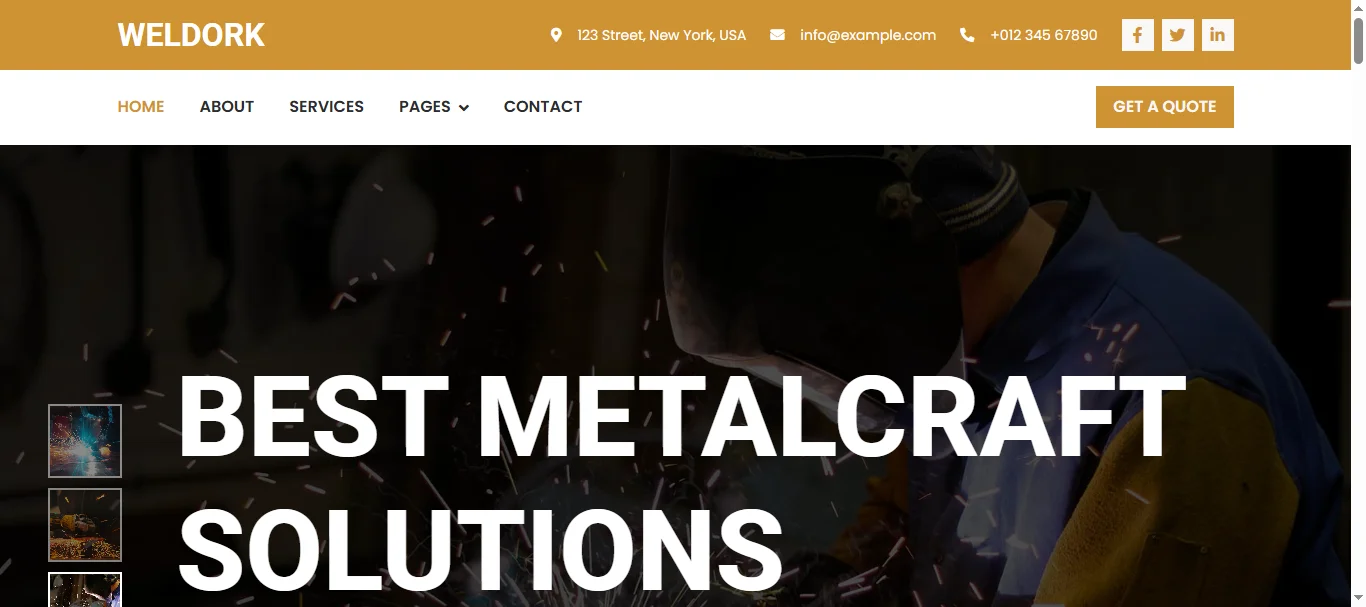 WELDORK
123 Street, New York, USA
info@example.com
+012 345 67890
HOME
ABOUT
SERVICES
PAGES
CONTACT
GET A QUOTE
BEST METALCRAFT
SOLUTIONS